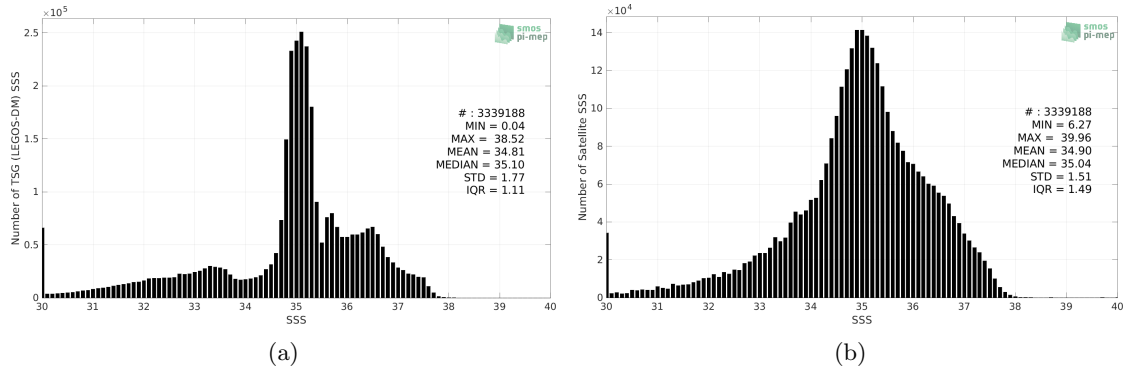 ×10^5
2.5
2
1.5
1
0.5
0
Number of TSG (LEGOS-DM) SSS
smos
pi-mep
# : 3339188
MIN = 0.04
MAX = 38.52
MEAN = 34.81
MEDIAN = 35.10
STD = 1.77
IQR = 1.11
30 31 32 33 34 35 36 37 38 39 40
SSS
(a)
×10^4
14
12
10
8
6
4
2
0
Number of Satellite SSS
smos
pi-mep
# : 3339188
MIN = 6.27
MAX = 39.96
MEAN = 34.90
MEDIAN = 35.04
STD = 1.51
IQR = 1.49
30 31 32 33 34 35 36 37 38 39 40
SSS
(b)